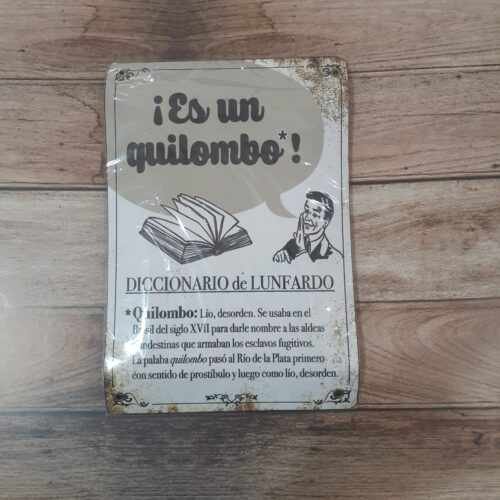 ¡Es un
quilombo*!
DICCIONARIO de LUNFARDO
*Quilombo: Lío, desorden. Se usaba en el
Brasil del siglo XVII para darle nombre a las aldeas
clandestinas que armaban los esclavos fugitivos.
La palaba quilombo pasó al Río de la Plata primero
con sentido de prostíbulo y luego como lío, desorden.